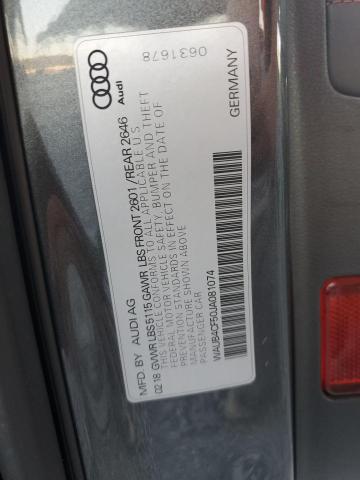 Audi
0631678
GERMANY
MFD. BY AUDI AG
02.18 GVWR LBS 5115 GAWR LBS FRONT 2601 / REAR 2646
THIS VEHICLE CONFORMS TO ALL APPLICABLE U.S.
FEDERAL MOTOR VEHICLE SAFETY, BUMPER AND THEFT
PREVENTION STANDARDS IN EFFECT ON THE DATE OF
MANUFACTURE SHOWN ABOVE
PASSENGER CAR
WAUB4CF50JA081074